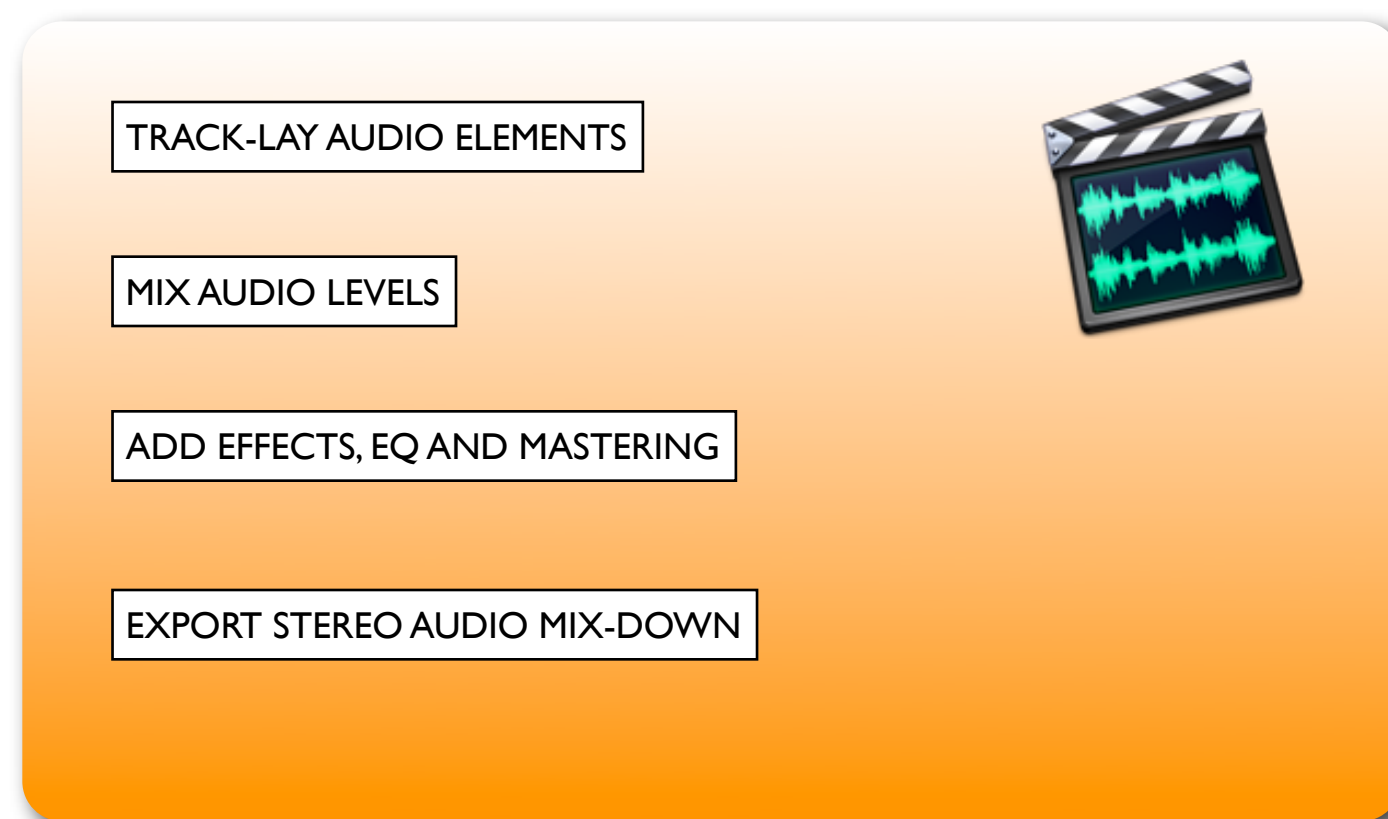 TRACK-LAY AUDIO ELEMENTS
MIX AUDIO LEVELS
ADD EFFECTS, EQ AND MASTERING
EXPORT STEREO AUDIO MIX-DOWN